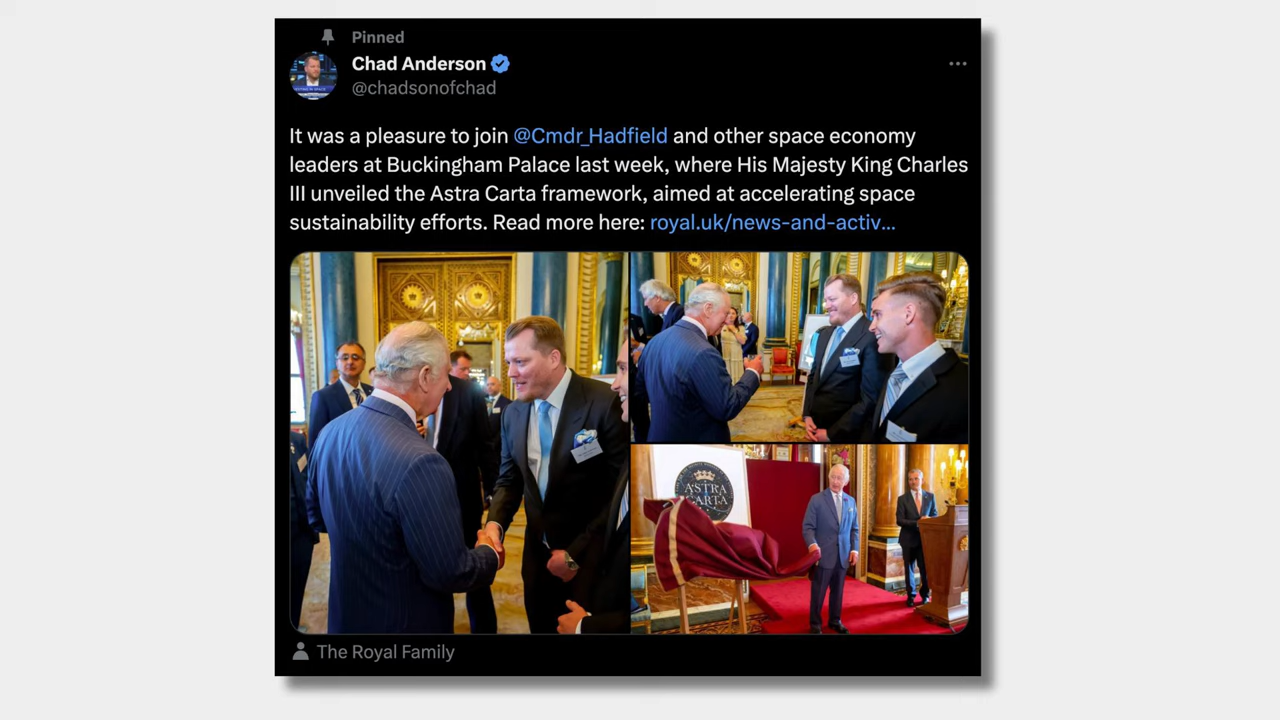 Pinned
Chad Anderson
@chadsonofchad
It was a pleasure to join @Cmdr_Hadfield and other space economy
leaders at Buckingham Palace last week, where His Majesty King Charles
III unveiled the Astra Carta framework, aimed at accelerating space
sustainability efforts. Read more here: royal.uk/news-and-activ…
ASTRA
CARTA
The Royal Family